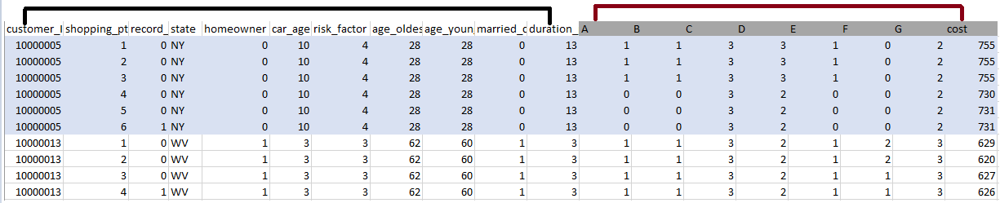 customer_I shopping_pt record_ state homeowner car_age risk_factor age_oldes age_youn married_c duration_ A B C D E F G cost
10000005 1 0 NY 0 10 4 28 28 0 13 1 1 3 3 1 0 2 755
10000005 2 0 NY 0 10 4 28 28 0 13 1 1 3 3 1 0 2 755
10000005 3 0 NY 0 10 4 28 28 0 13 1 1 3 3 1 0 2 755
10000005 4 0 NY 0 10 4 28 28 0 13 0 0 3 2 0 0 2 730
10000005 5 0 NY 0 10 4 28 28 0 13 0 0 3 2 0 0 2 731
10000005 6 1 NY 0 10 4 28 28 0 13 0 0 3 2 0 0 2 731
10000013 1 0 WV 1 3 3 62 60 1 3 1 1 3 2 1 2 3 629
10000013 2 0 WV 1 3 3 62 60 1 3 1 1 3 2 1 2 3 620
10000013 3 0 WV 1 3 3 62 60 1 3 1 1 3 2 1 1 3 627
10000013 4 1 WV 1 3 3 62 60 1 3 1 1 3 2 1 1 3 626